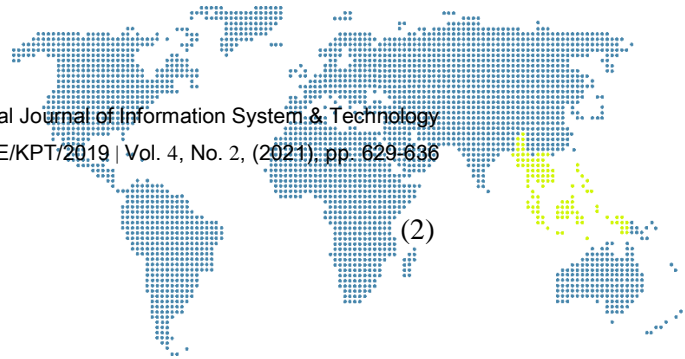 al Journal of Information System & Technology
E/KPT/2019 | Vol. 4, No. 2, (2021), pp. 629-636
(2)